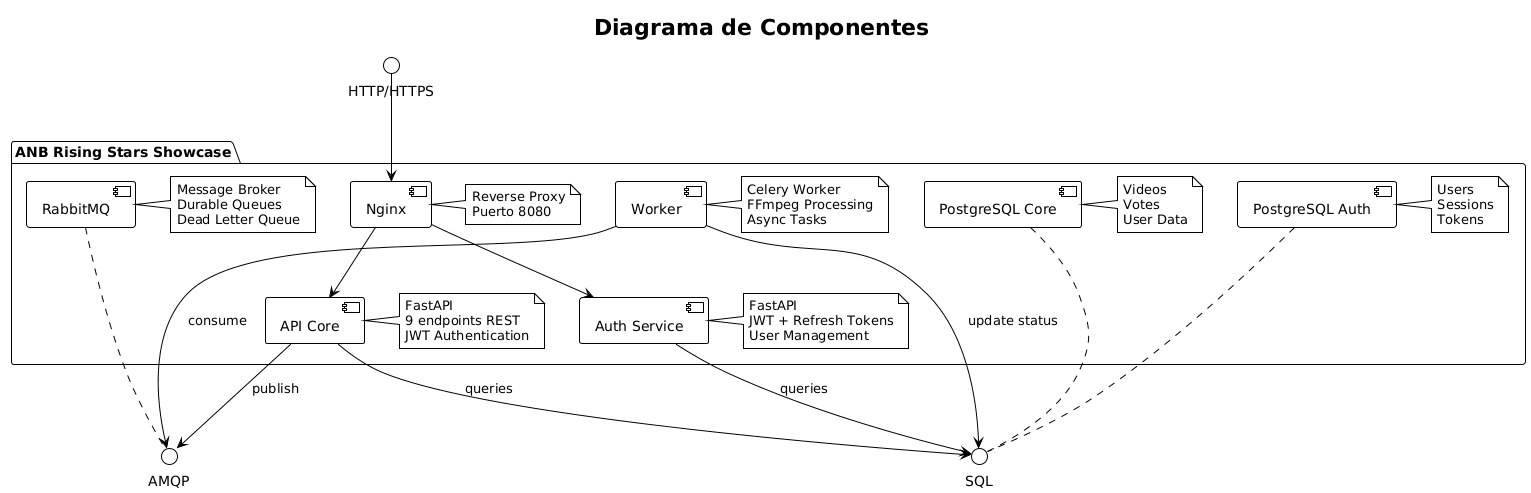 Diagrama de Componentes
HTTP/HTTPS
ANB Rising Stars Showcase
RabbitMQ
Message Broker
Durable Queues
Dead Letter Queue
Nginx
Reverse Proxy
Puerto 8080
Worker
Celery Worker
FFmpeg Processing
Async Tasks
PostgreSQL Core
Videos
Votes
User Data
PostgreSQL Auth
Users
Sessions
Tokens
consume
API Core
FastAPI
9 endpoints REST
JWT Authentication
Auth Service
FastAPI
JWT + Refresh Tokens
User Management
update status
publish
queries
queries
AMQP
SQL